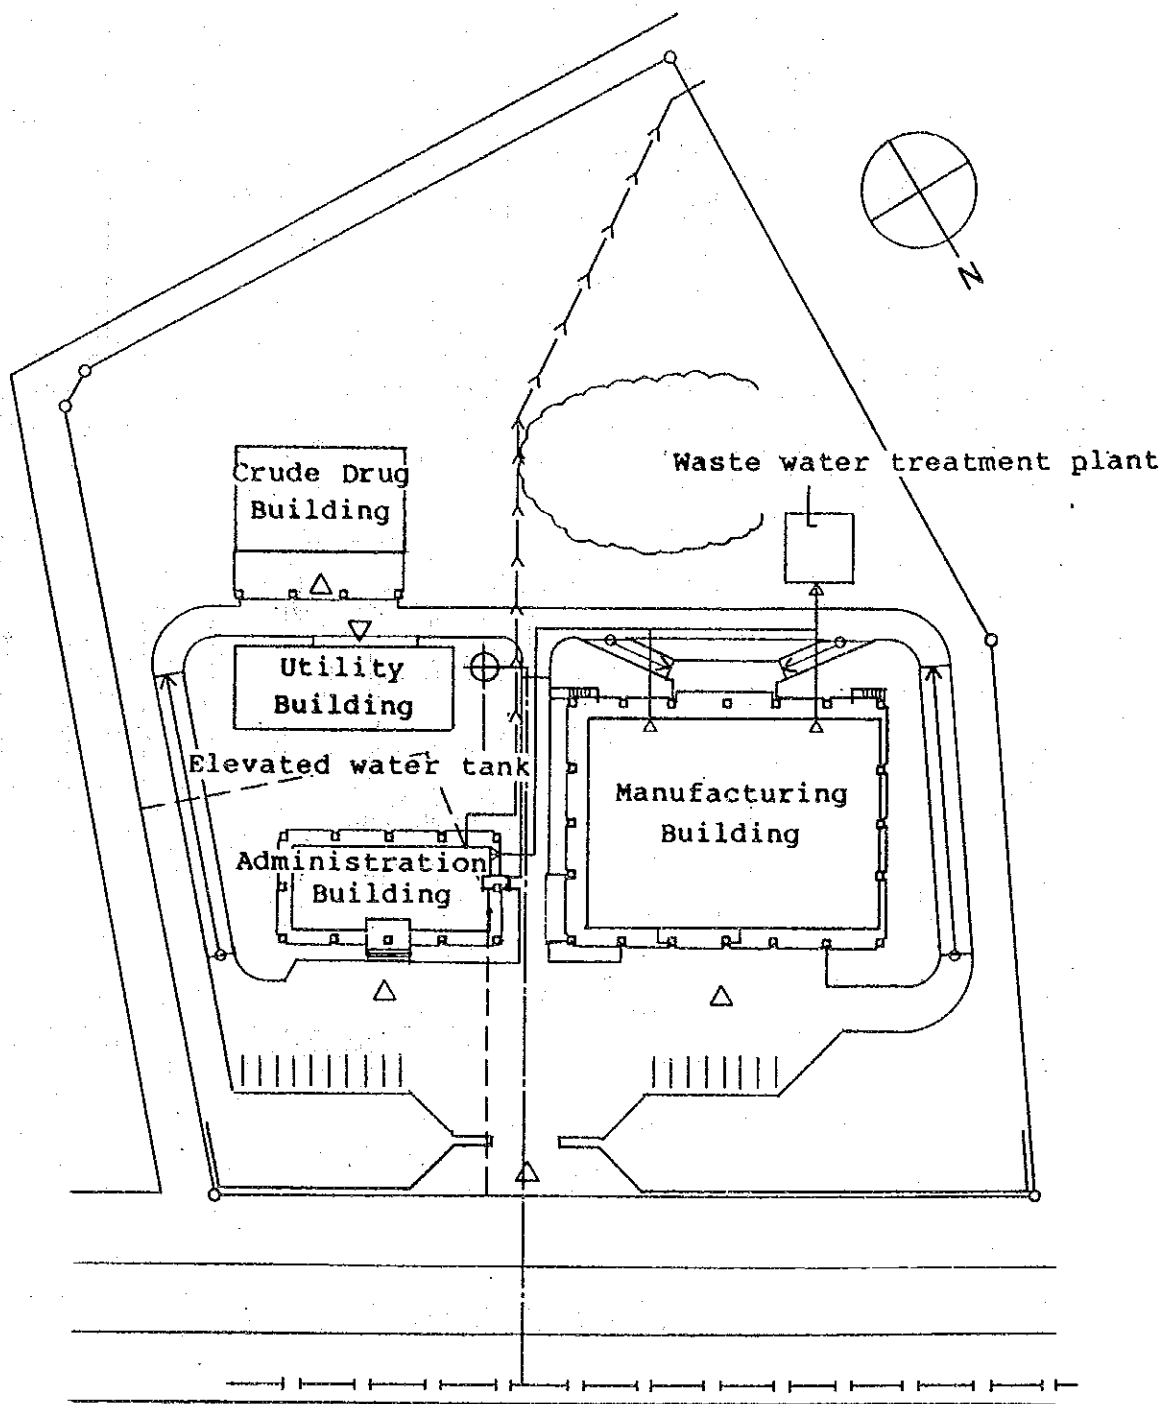 N
Waste water treatment plant
Crude Drug
Building
Utility
Building
Elevated water tank
Manufacturing
Building
Administration
Building